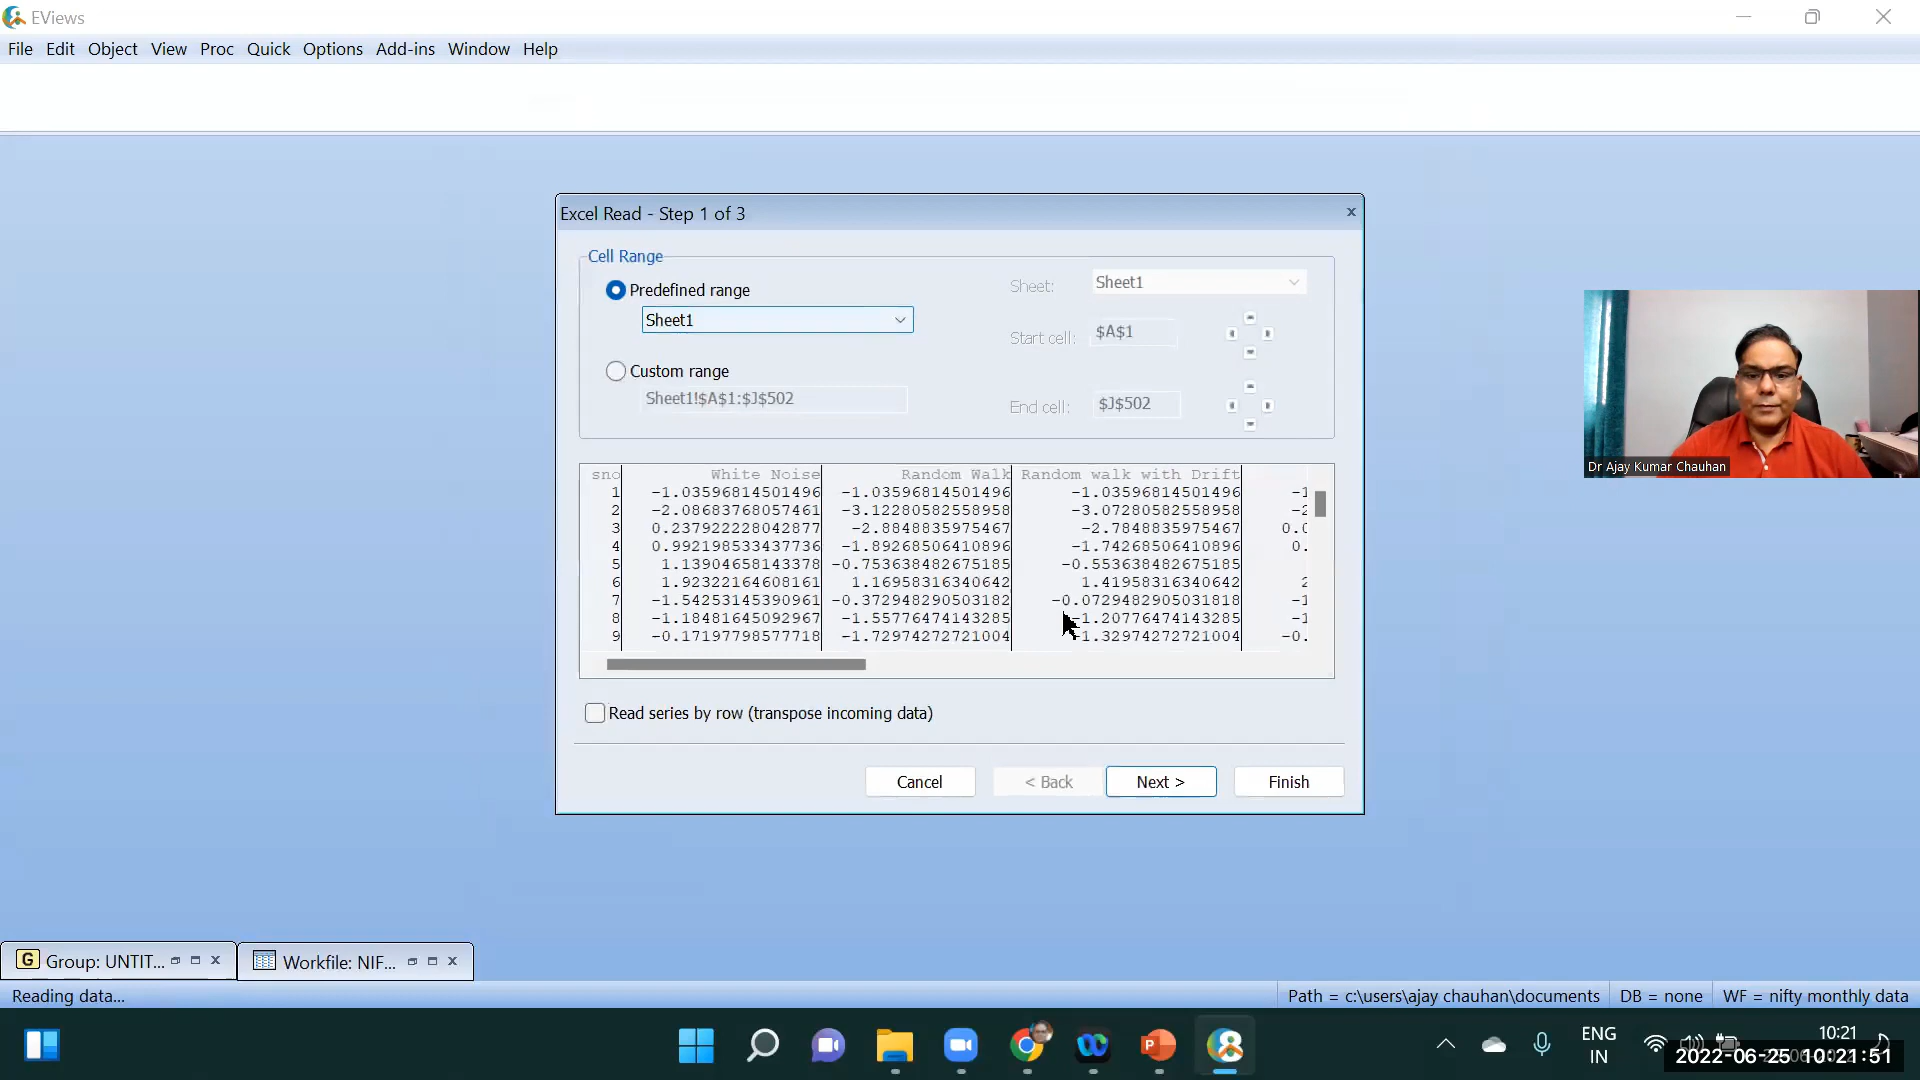 EViews
File Edit Object View Proc Quick Options Add-ins Window Help
Excel Read - Step 1 of 3
Cell Range
Predefined range
Sheet1
Custom range
Sheet1!$A$1:$J$502
Sheet: Sheet1
Start cell: $A$1
End cell: $J$502
sno White Noise Random Walk Random walk with Drift
1 -1.03596814501496 -1.03596814501496 -1.03596814501496 -1
2 -2.08683768057461 -3.12280582558958 -3.07280582558958 -2
3 0.237922228042877 -2.8848835975467 -2.7848835975467 0.0
4 0.992198533437736 -1.89268506410896 -1.74268506410896 0.
5 1.13904658143378 -0.753638482675185 -0.553638482675185
6 1.92322164608161 1.16958316340642 1.41958316340642 2
7 -1.54253145390961 -0.372948290503182 -0.0729482905031818 -1
8 -1.18481645092967 -1.55776474143285 -1.20776474143285 -1
9 -0.17197798577718 -1.72974272721004 -1.32974272721004 -0.
Read series by row (transpose incoming data)
Cancel < Back Next > Finish
Dr Ajay Kumar Chauhan
G Group: UNTIT... Workfile: NIF...
Reading data... Path = c:\users\ajay chauhan\documents DB = none WF = nifty monthly data
P
ENG
IN
10:21
2022-06-25 10:21:51